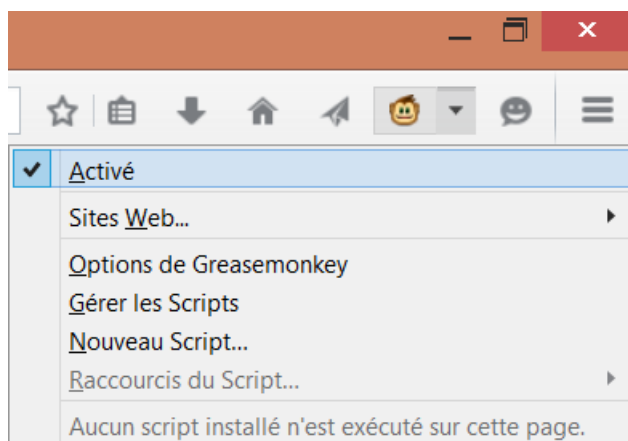 Activé
Sites Web...
Options de Greasemonkey
Gérer les Scripts
Nouveau Script...
Raccourcis du Script...
Aucun script installé n'est exécuté sur cette page.